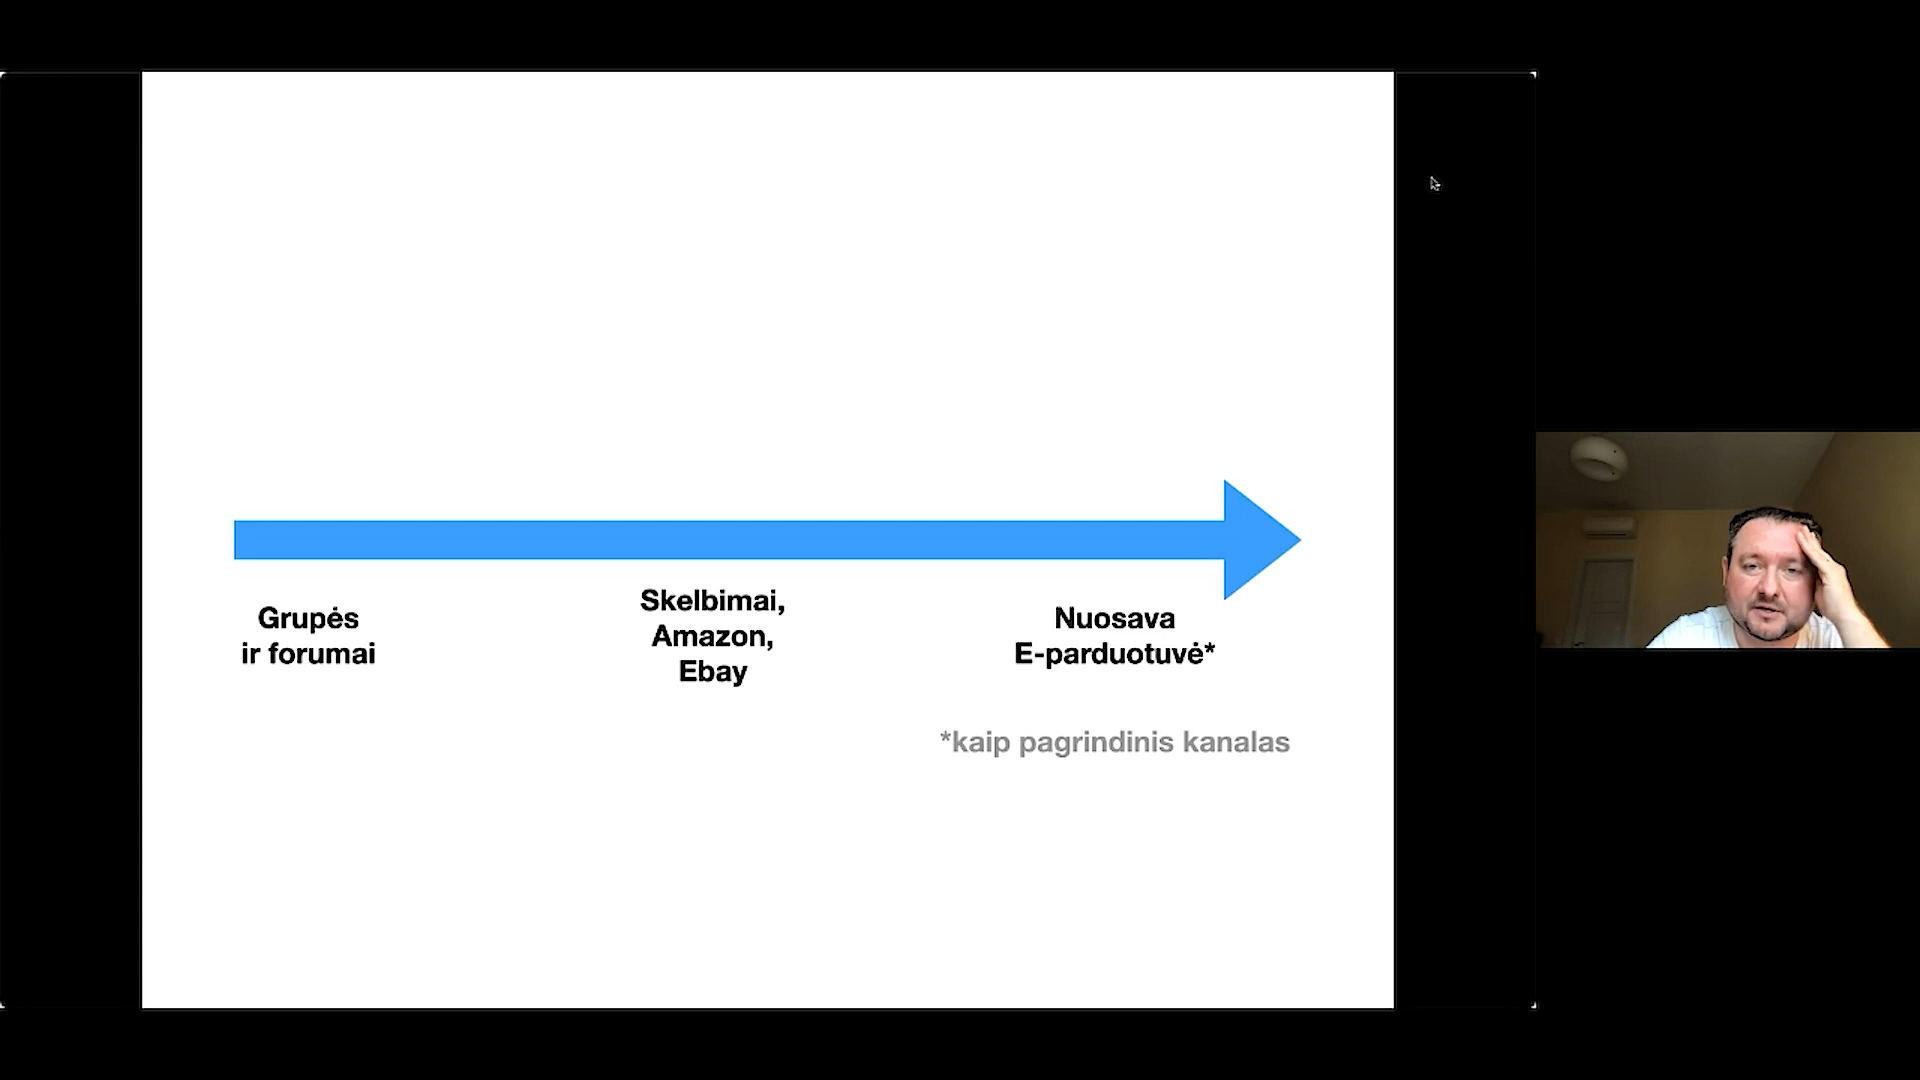 Grupės
ir forumai
Skelbimai,
Amazon,
Ebay
Nuosava
E-parduotuvė*
*kaip pagrindinis kanalas